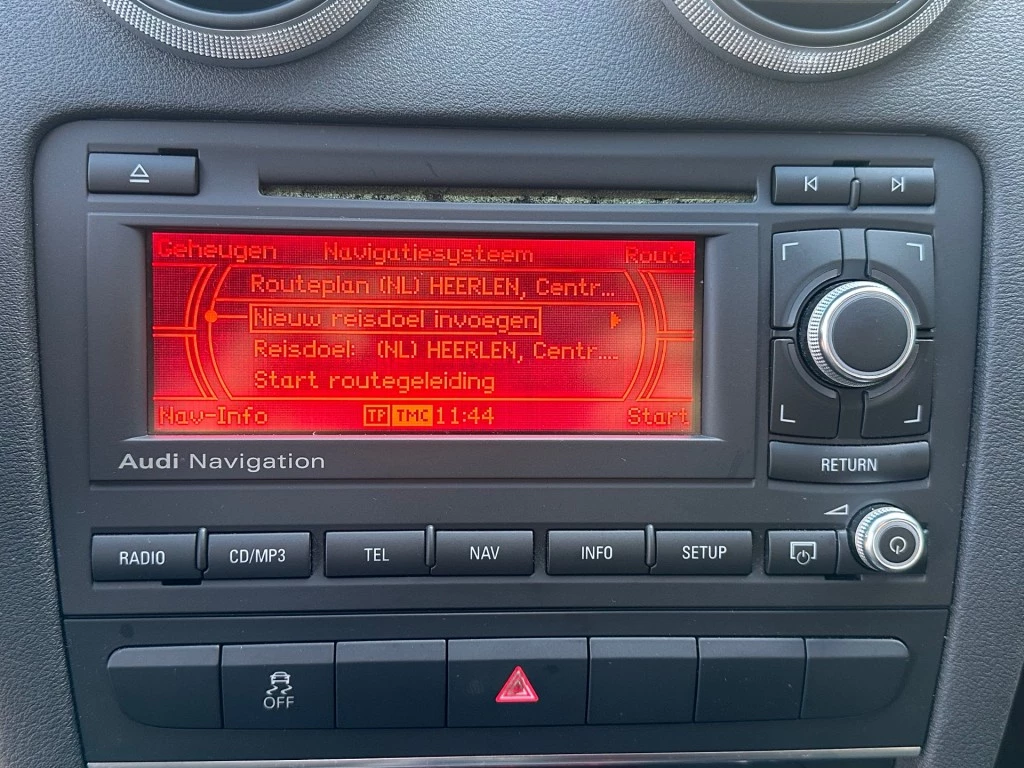 Geheugen Navigatiesysteem Route
Routeplan (NL) HEERLEN, Centr...
Nieuw reisdoel invoegen
Reisdoel: (NL) HEERLEN, Centr....
Start routegeleiding
Nav-Info TP TMC 11:44 Start
Audi Navigation
RETURN
RADIO CD/MP3 TEL NAV INFO SETUP
OFF